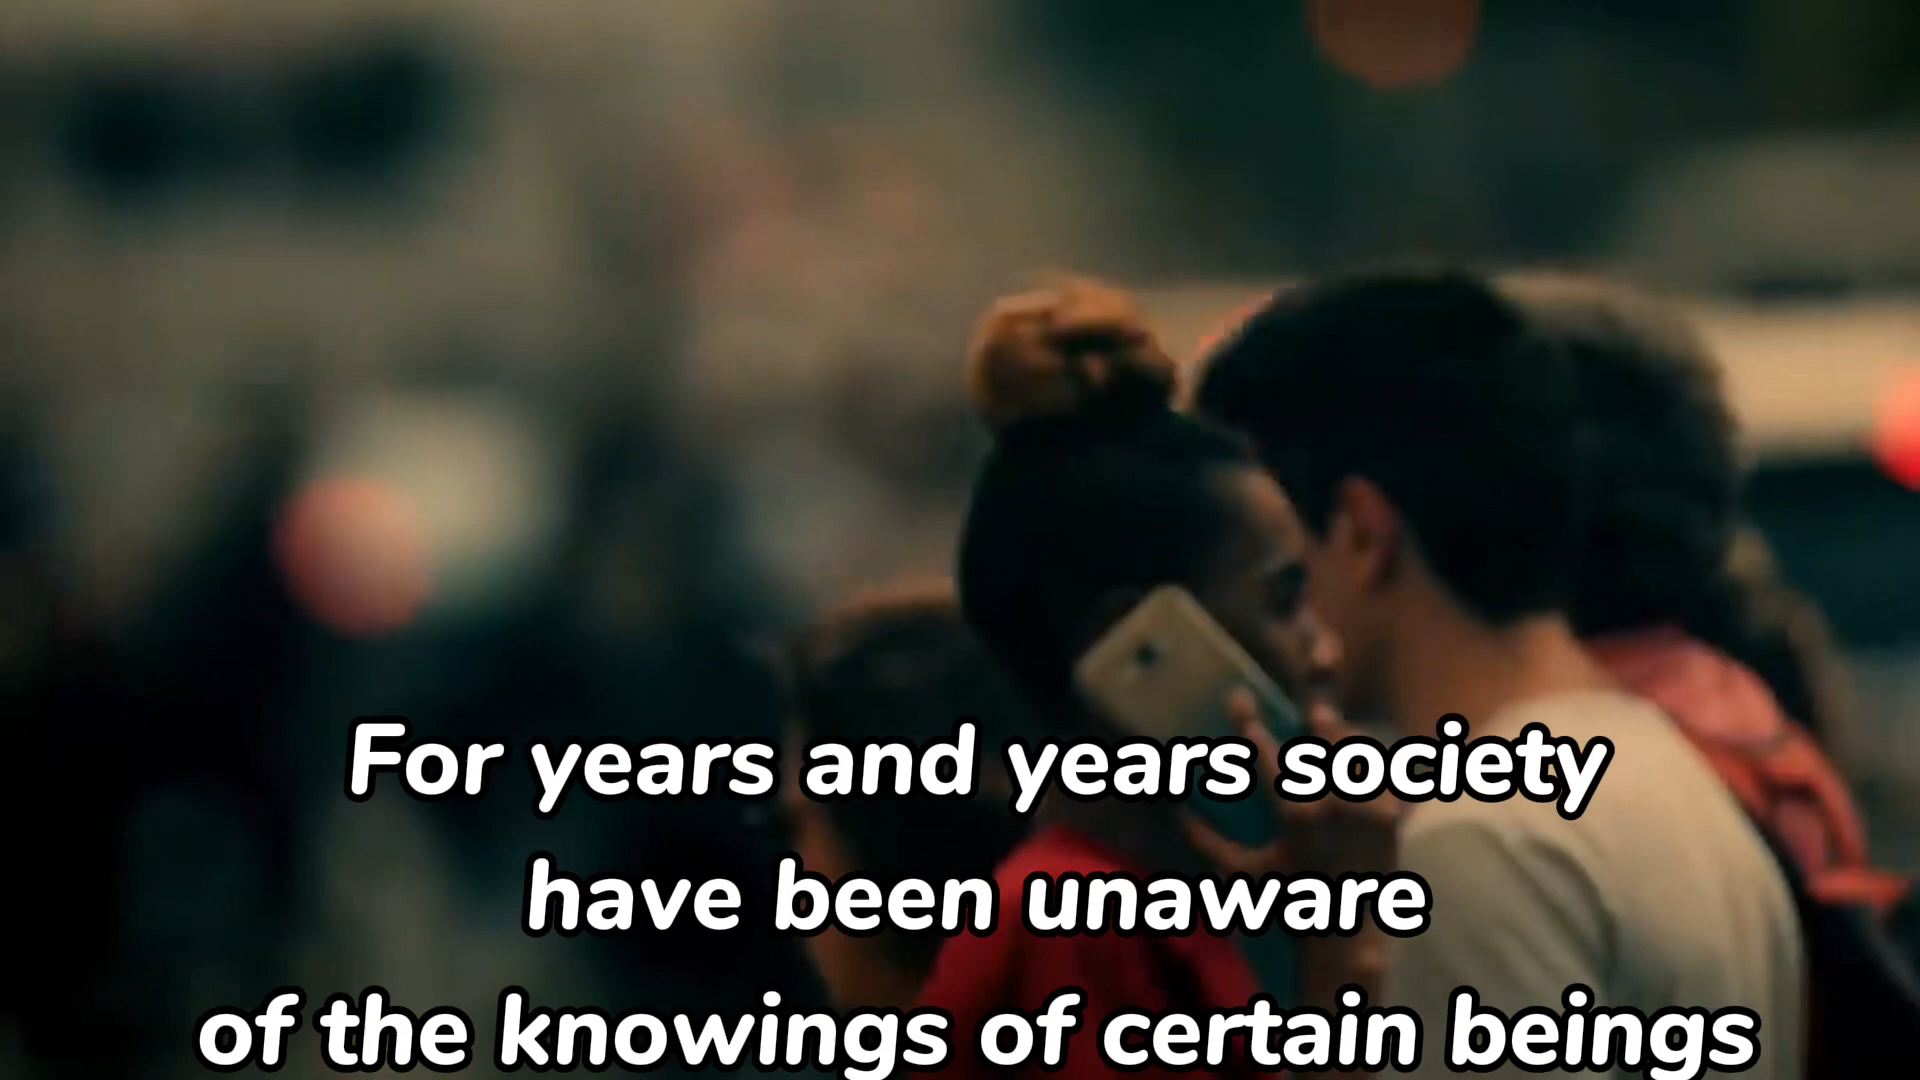 For years and years society
have been unaware
of the knowings of certain beings